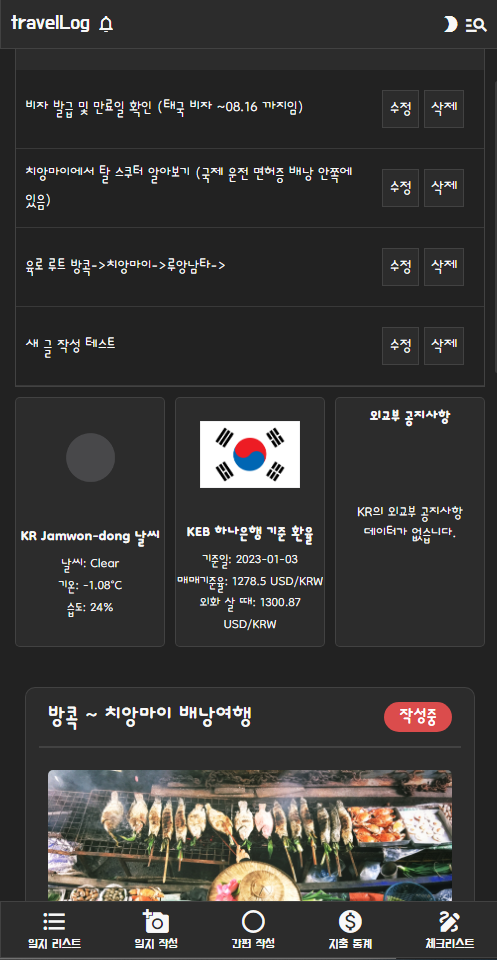 travelLog
비자 발급 및 만료일 확인 (태국 비자 ~08.16 까지임)
수정 삭제
치앙마이에서 탈 스쿠터 알아보기 (국제 운전 면허증 배낭 안쪽에
있음)
수정 삭제
육로 루트 방콕->치앙마이->루앙남타->
수정 삭제
새 글 작성 테스트
수정 삭제
KR Jamwon-dong 날씨
날씨: Clear
기온: -1.08°C
습도: 24%
KEB 하나은행 기준 환율
기준일: 2023-01-03
매매기준율: 1278.5 USD/KRW
외화 살 때: 1300.87
USD/KRW
외교부 공지사항
KR의 외교부 공지사항
데이터가 없습니다.
방콕 ~ 치앙마이 배낭여행
작성중
일지 리스트
일지 작성
간편 작성
지출 통계
체크리스트